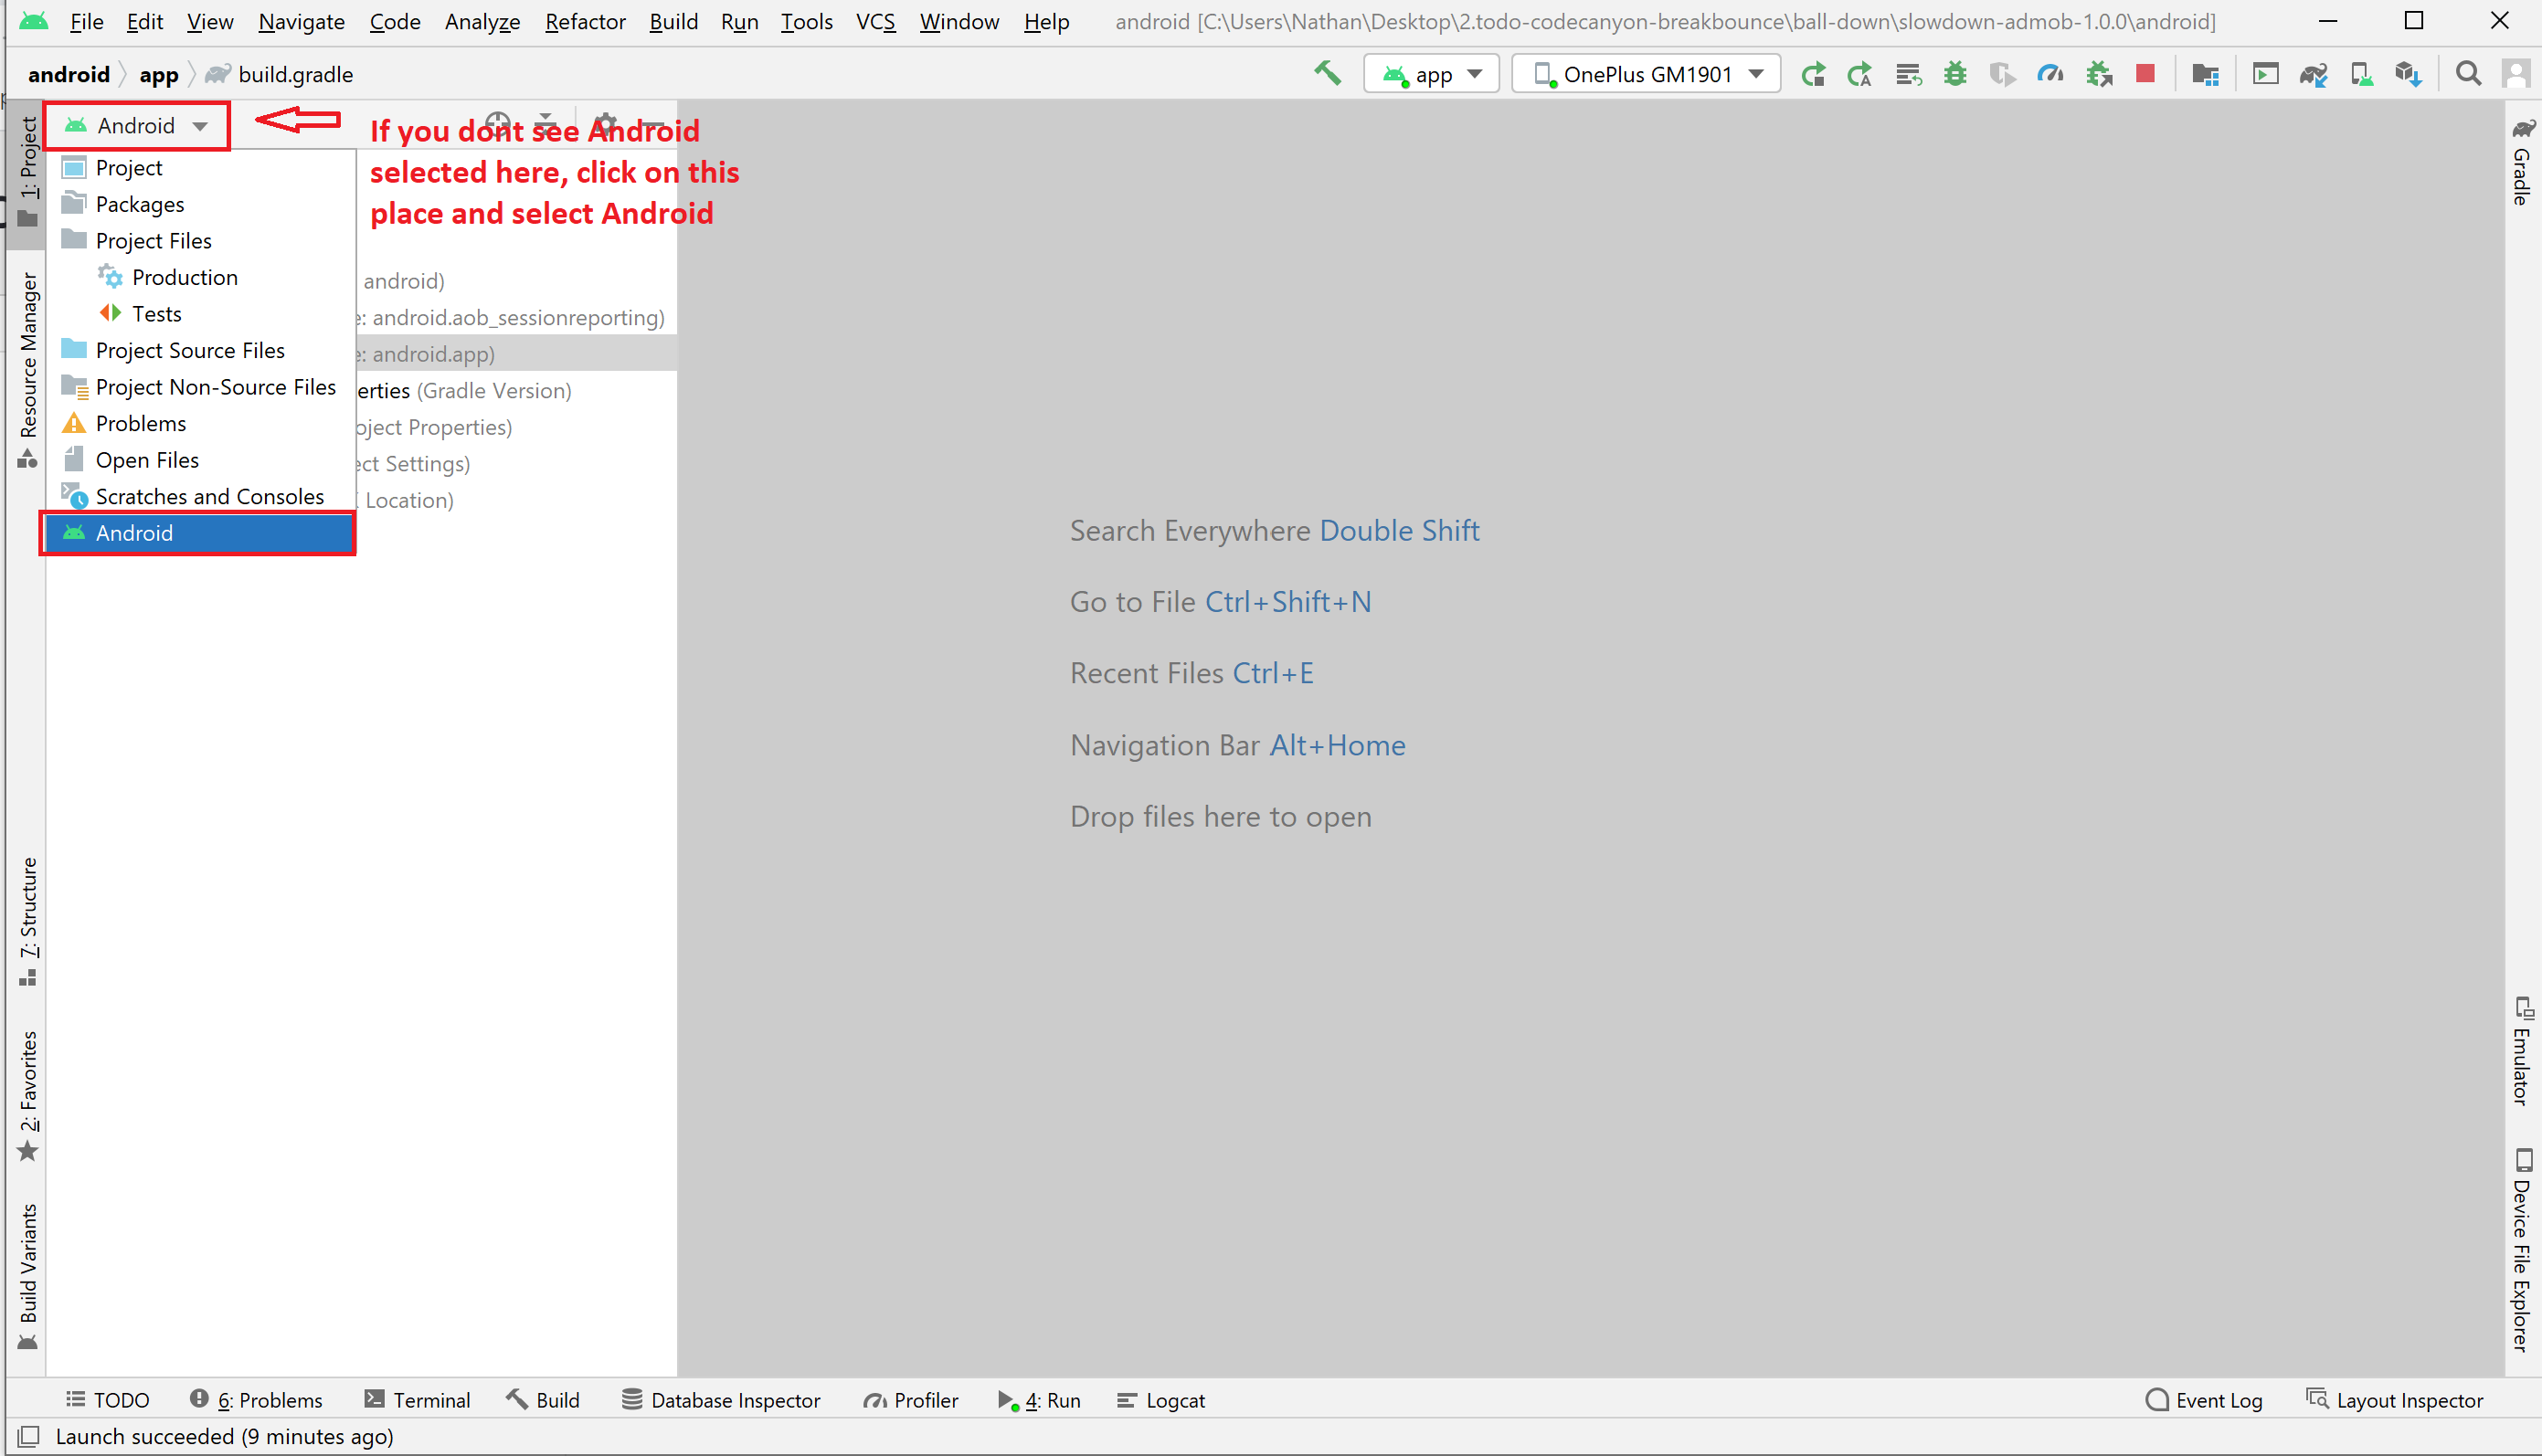 File Edit View Navigate Code Analyze Refactor Build Run Tools VCS Window Help android [C:\Users\Nathan\Desktop\2.todo-codecanyon-breakbounce\ball-down\slowdown-admob-1.0.0\android]
android app build.gradle
app OnePlus GM1901
Android
If you dont see Android
selected here, click on this
place and select Android
1: Project
Resource Manager
7: Structure
2: Favorites
Build Variants
Project
Packages
Project Files
Production
Tests
Project Source Files
Project Non-Source Files
Problems
Open Files
Scratches and Consoles
Android
android)
e: android.aob_sessionreporting)
e: android.app)
erties (Gradle Version)
oject Properties)
ect Settings)
Location)
Search Everywhere Double Shift
Go to File Ctrl+Shift+N
Recent Files Ctrl+E
Navigation Bar Alt+Home
Drop files here to open
Gradle
Emulator
Device File Explorer
TODO 6: Problems Terminal Build Database Inspector Profiler 4: Run Logcat Event Log Layout Inspector
Launch succeeded (9 minutes ago)